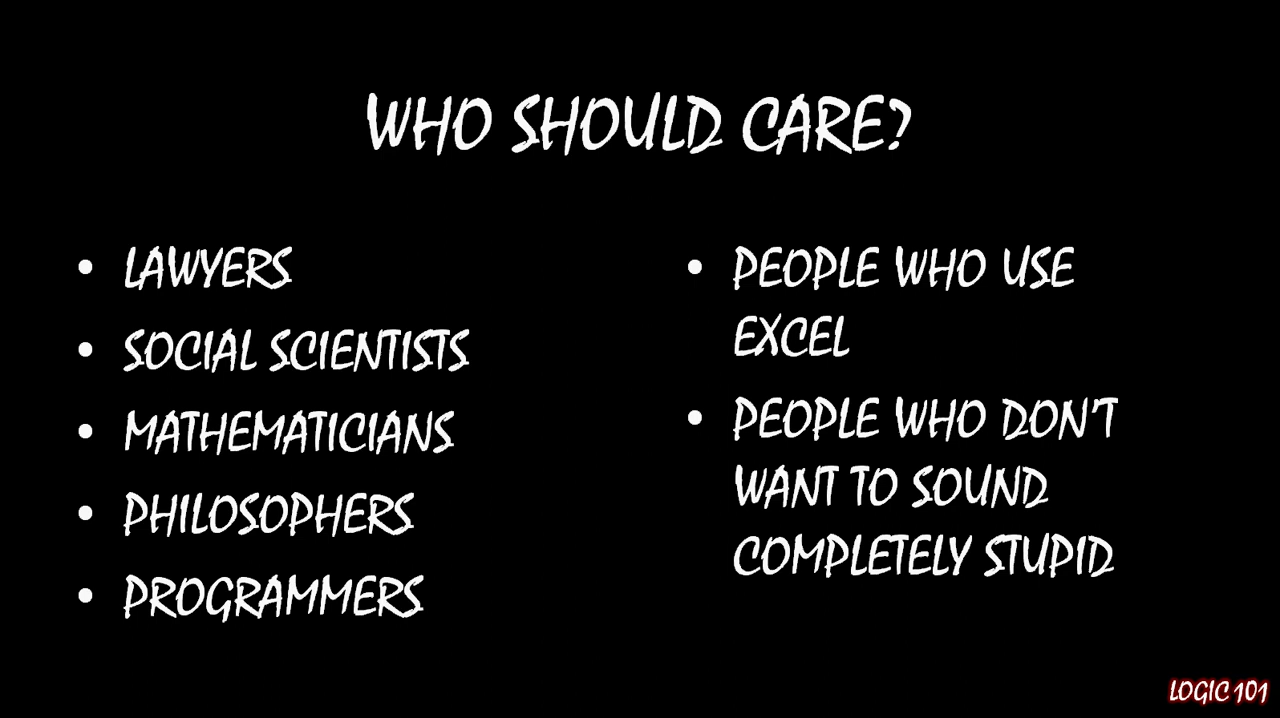 WHO SHOULD CARE?
• LAWYERS
• SOCIAL SCIENTISTS
• MATHEMATICIANS
• PHILOSOPHERS
• PROGRAMMERS
• PEOPLE WHO USE
EXCEL
• PEOPLE WHO DON'T
WANT TO SOUND
COMPLETELY STUPID
LOGIC 101